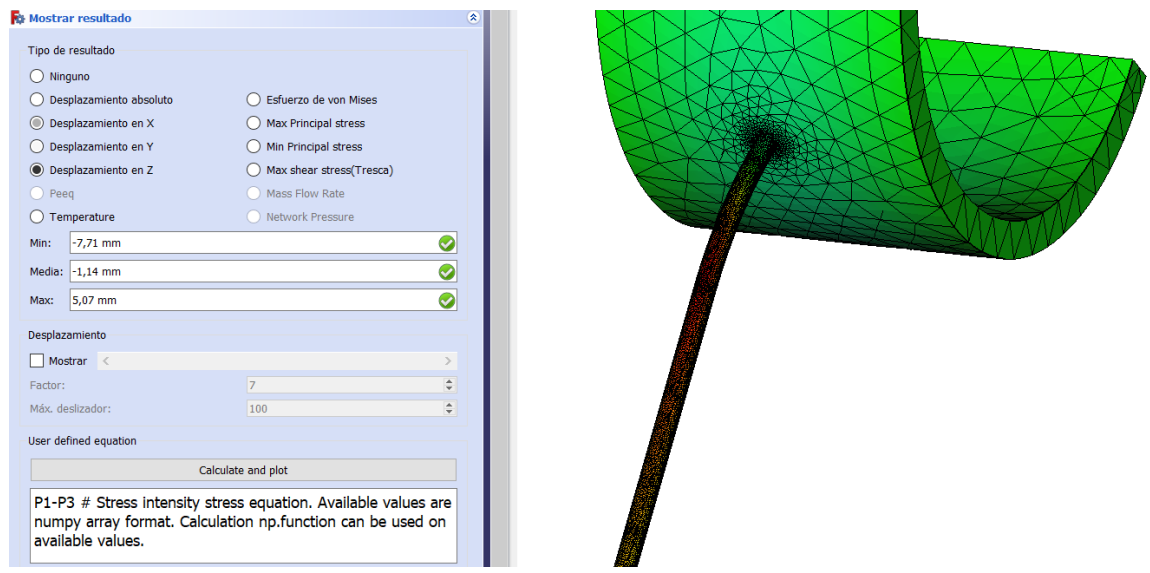 Mostrar resultado
Tipo de resultado
Ninguno
Desplazamiento absoluto
Esfuerzo de von Mises
Desplazamiento en X
Max Principal stress
Desplazamiento en Y
Min Principal stress
Desplazamiento en Z
Max shear stress(Tresca)
Peeq
Mass Flow Rate
Temperature
Network Pressure
Min: -7,71 mm
Media: -1,14 mm
Max: 5,07 mm
Desplazamiento
Mostrar
Factor: 7
Máx. deslizador: 100
User defined equation
Calculate and plot
P1-P3 # Stress intensity stress equation. Available values are
numpy array format. Calculation np.function can be used on
available values.